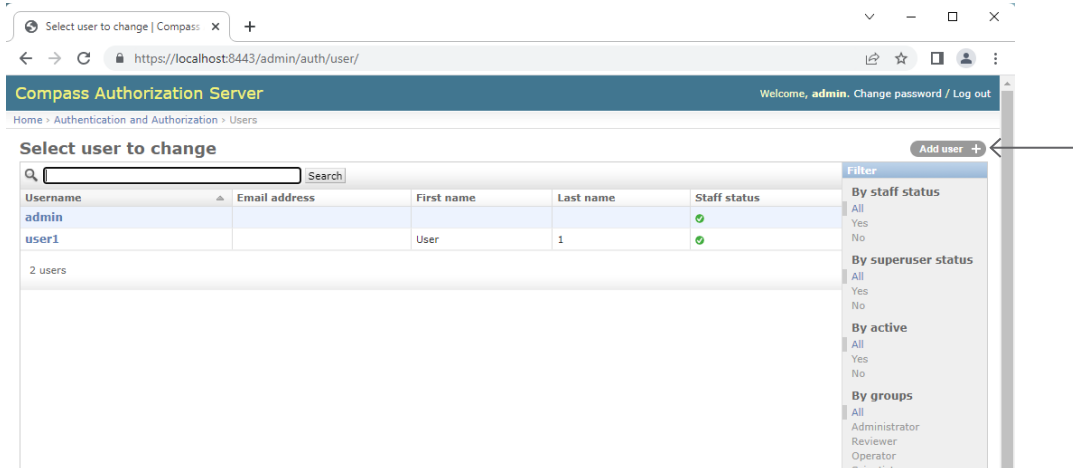 Select user to change | Compass
https://localhost:8443/admin/auth/user/
Compass Authorization Server
Welcome, admin. Change password / Log out
Home › Authentication and Authorization › Users
Select user to change
Add user +
Search
Filter
Username Email address First name Last name Staff status
admin
user1 User 1
2 users
By staff status
All
Yes
No
By superuser status
All
Yes
No
By active
All
Yes
No
By groups
All
Administrator
Reviewer
Operator